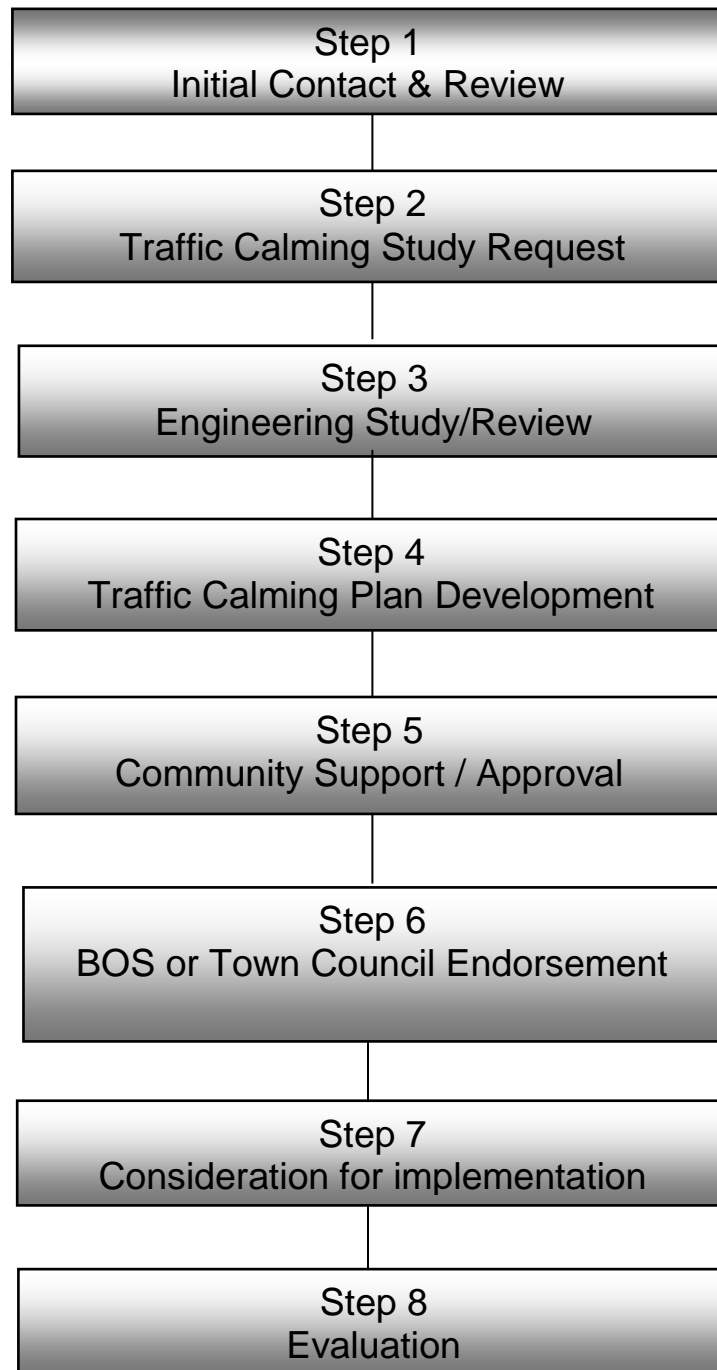 Step 1
Initial Contact & Review
Step 2
Traffic Calming Study Request
Step 3
Engineering Study/Review
Step 4
Traffic Calming Plan Development
Step 5
Community Support / Approval
Step 6
BOS or Town Council Endorsement
Step 7
Consideration for implementation
Step 8
Evaluation